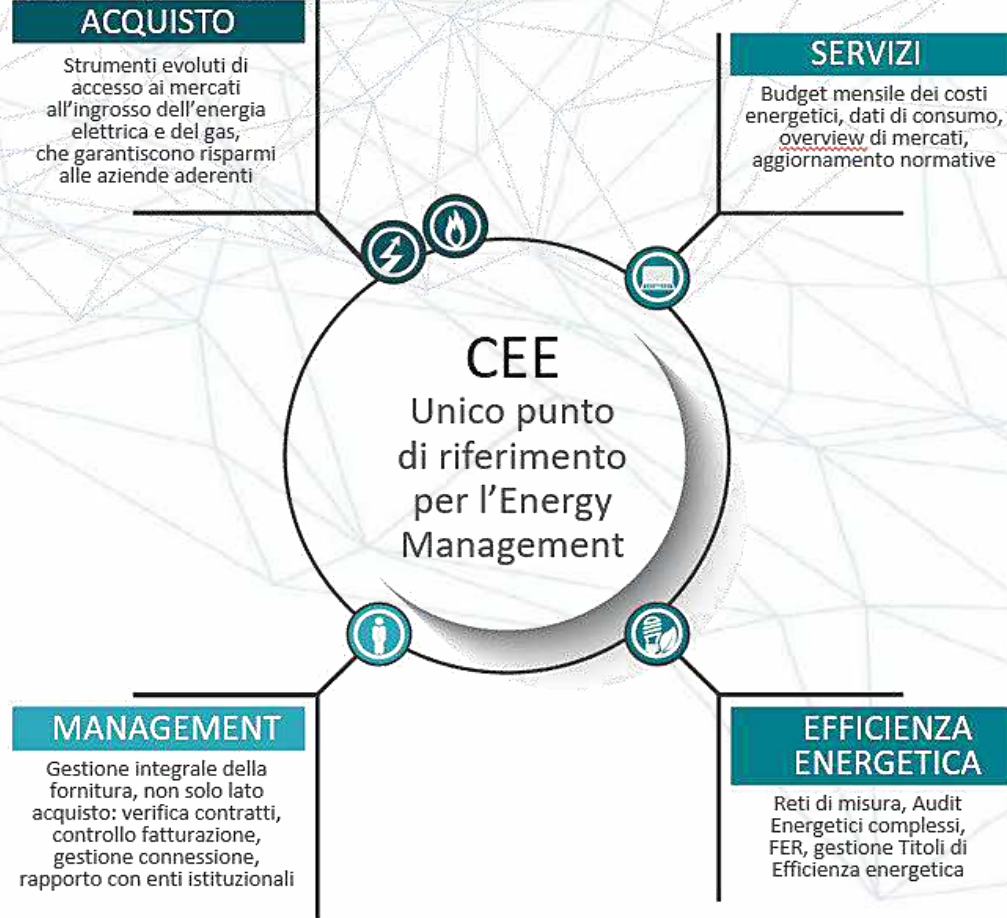 ACQUISTO
Strumenti evoluti di
accesso ai mercati
all'ingrosso dell'energia
elettrica e del gas,
che garantiscono risparmi
alle aziende aderenti
SERVIZI
Budget mensile dei costi
energetici, dati di consumo,
overview di mercati,
aggiornamento normative
CEE
Unico punto
di riferimento
per l'Energy
Management
MANAGEMENT
Gestione integrale della
fornitura, non solo lato
acquisto: verifica contratti,
controllo fatturazione,
gestione connessione,
rapporto con enti istituzionali
EFFICIENZA
ENERGETICA
Reti di misura, Audit
Energetici complessi,
FER, gestione Titoli di
Efficienza energetica